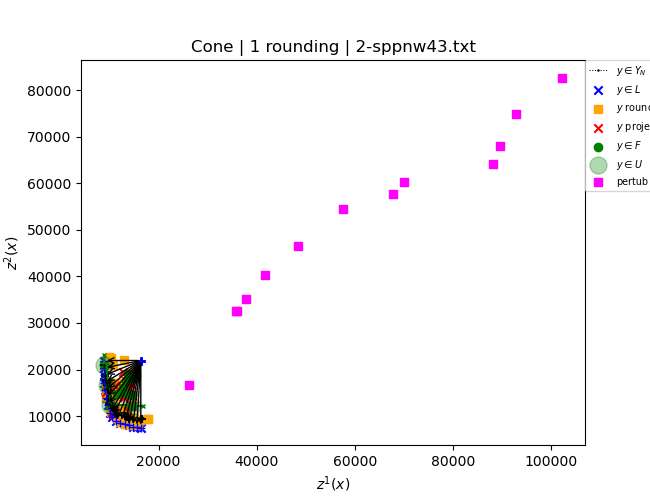 Cone | 1 rounding | 2-sppnw43.txt
80000
70000
60000
50000
40000
30000
20000
10000
z²(x)
20000 40000 60000 80000 100000
z¹(x)
y ∈ Y_N
y ∈ L
y roun
y proje
y ∈ F
y ∈ U
pertub